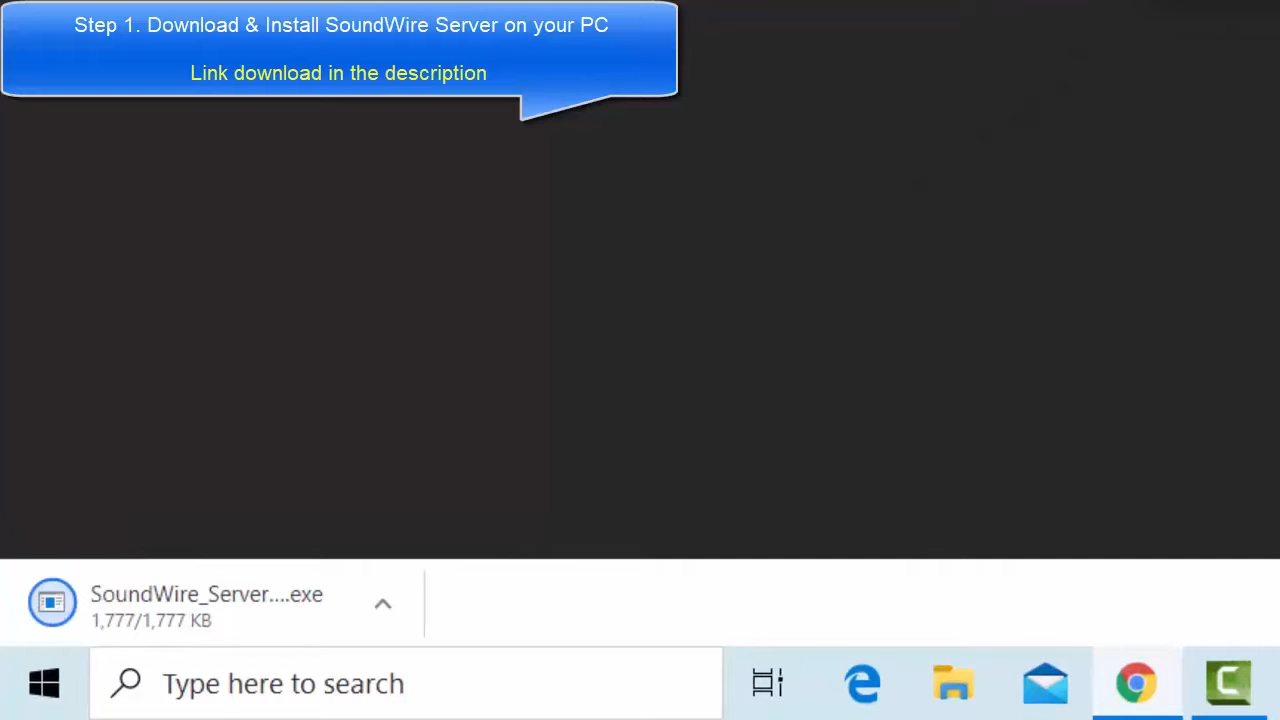 Step 1. Download & Install SoundWire Server on your PC
Link download in the description
SoundWire_Server....exe
1,777/1,777 KB
Type here to search